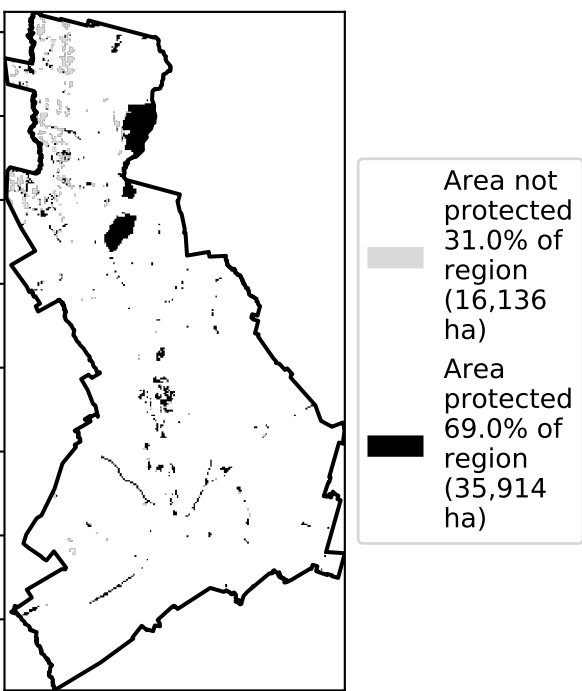 Area not
protected
31.0% of
region
(16,136
ha)
Area
protected
69.0% of
region
(35,914
ha)